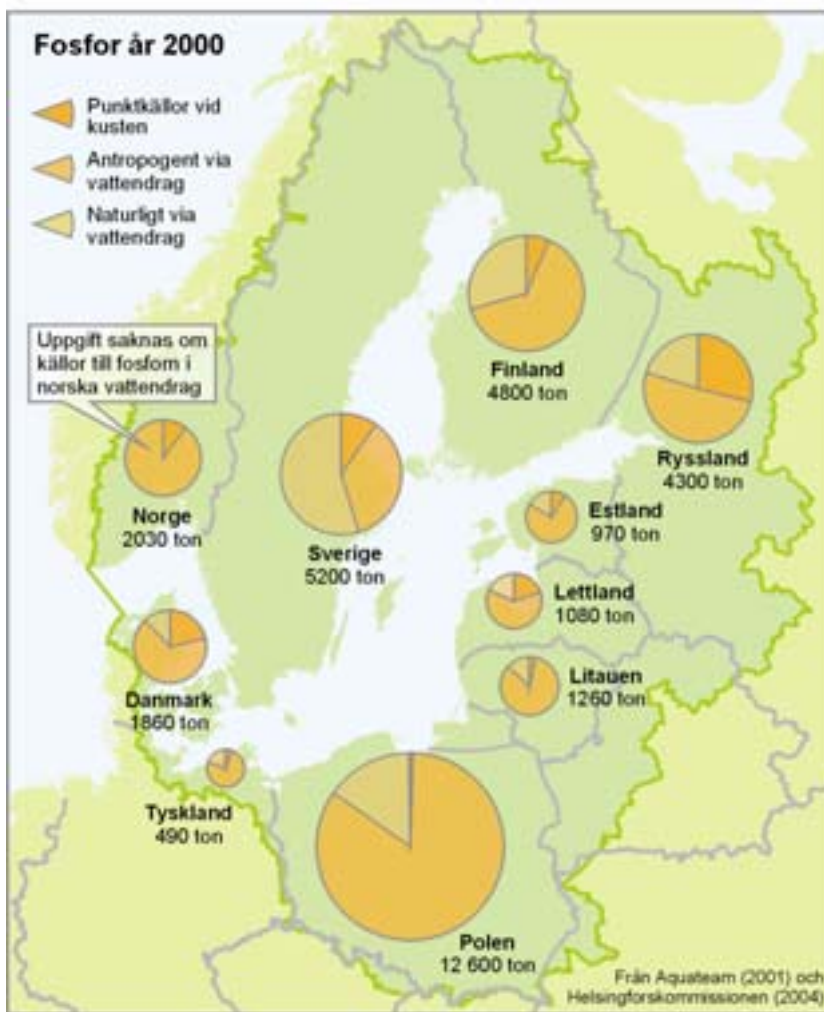 Fosfor år 2000
Punktkällor vid
kusten
Antropogent via
vattendrag
Naturligt via
vattendrag
Uppgift saknas om
källor till fosforn i
norska vattendrag
Finland
4800 ton
Ryssland
4300 ton
Norge
2030 ton
Sverige
5200 ton
Estland
970 ton
Lettland
1080 ton
Danmark
1860 ton
Litauen
1260 ton
Tyskland
490 ton
Polen
12 600 ton
Från Aquateam (2001) och
Helsingforskommissionen (2004)